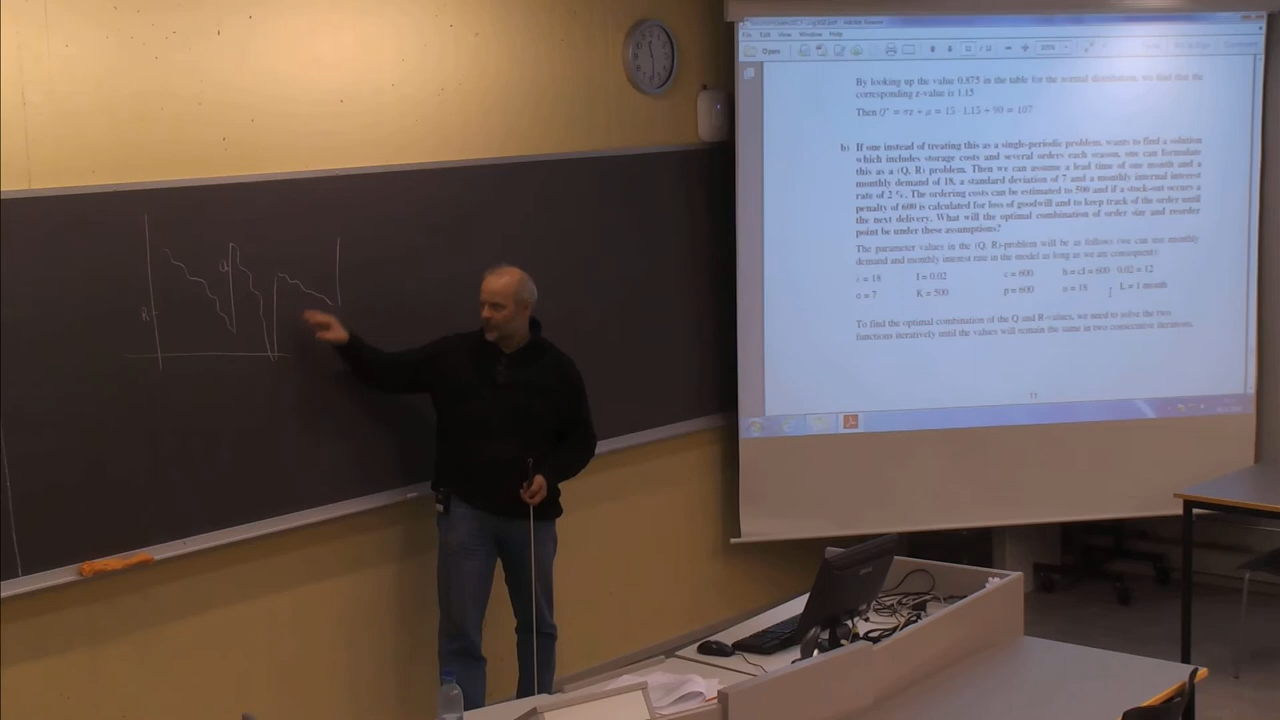 File Edit View Window Help
Open
By looking up the value 0.875 in the table for the normal distribution, we find that the
corresponding z-value is 1.15
Then Q* = σz + μ = 15 · 1.15 + 90 = 107
b) If one instead of treating this as a single-periodic problem, wants to find a solution
which includes storage costs and several orders each season, one can formulate
this as a (Q, R) problem. Then we can assume a lead time of one month and a
monthly demand of 18, a standard deviation of 7 and a monthly internal interest
rate of 2 %. The ordering costs can be estimated to 500 and if a stock-out occurs a
penalty of 600 is calculated for loss of goodwill and to keep track of the order until
the next delivery. What will the optimal combination of order size and reorder
point be under these assumptions?
The parameter values in the (Q, R)-problem will be as follows (we can use monthly
demand and monthly interest rate in the model as long as we are consequent):
= 18 I = 0.02 c = 600 h = cI = 600 · 0.02 = 12
σ = 7 K = 500 p = 600 = 18 L = 1 month
To find the optimal combination of the Q and R-values, we need to solve the two
functions iteratively until the values will remain the same in two consecutive iterations.
Q
R